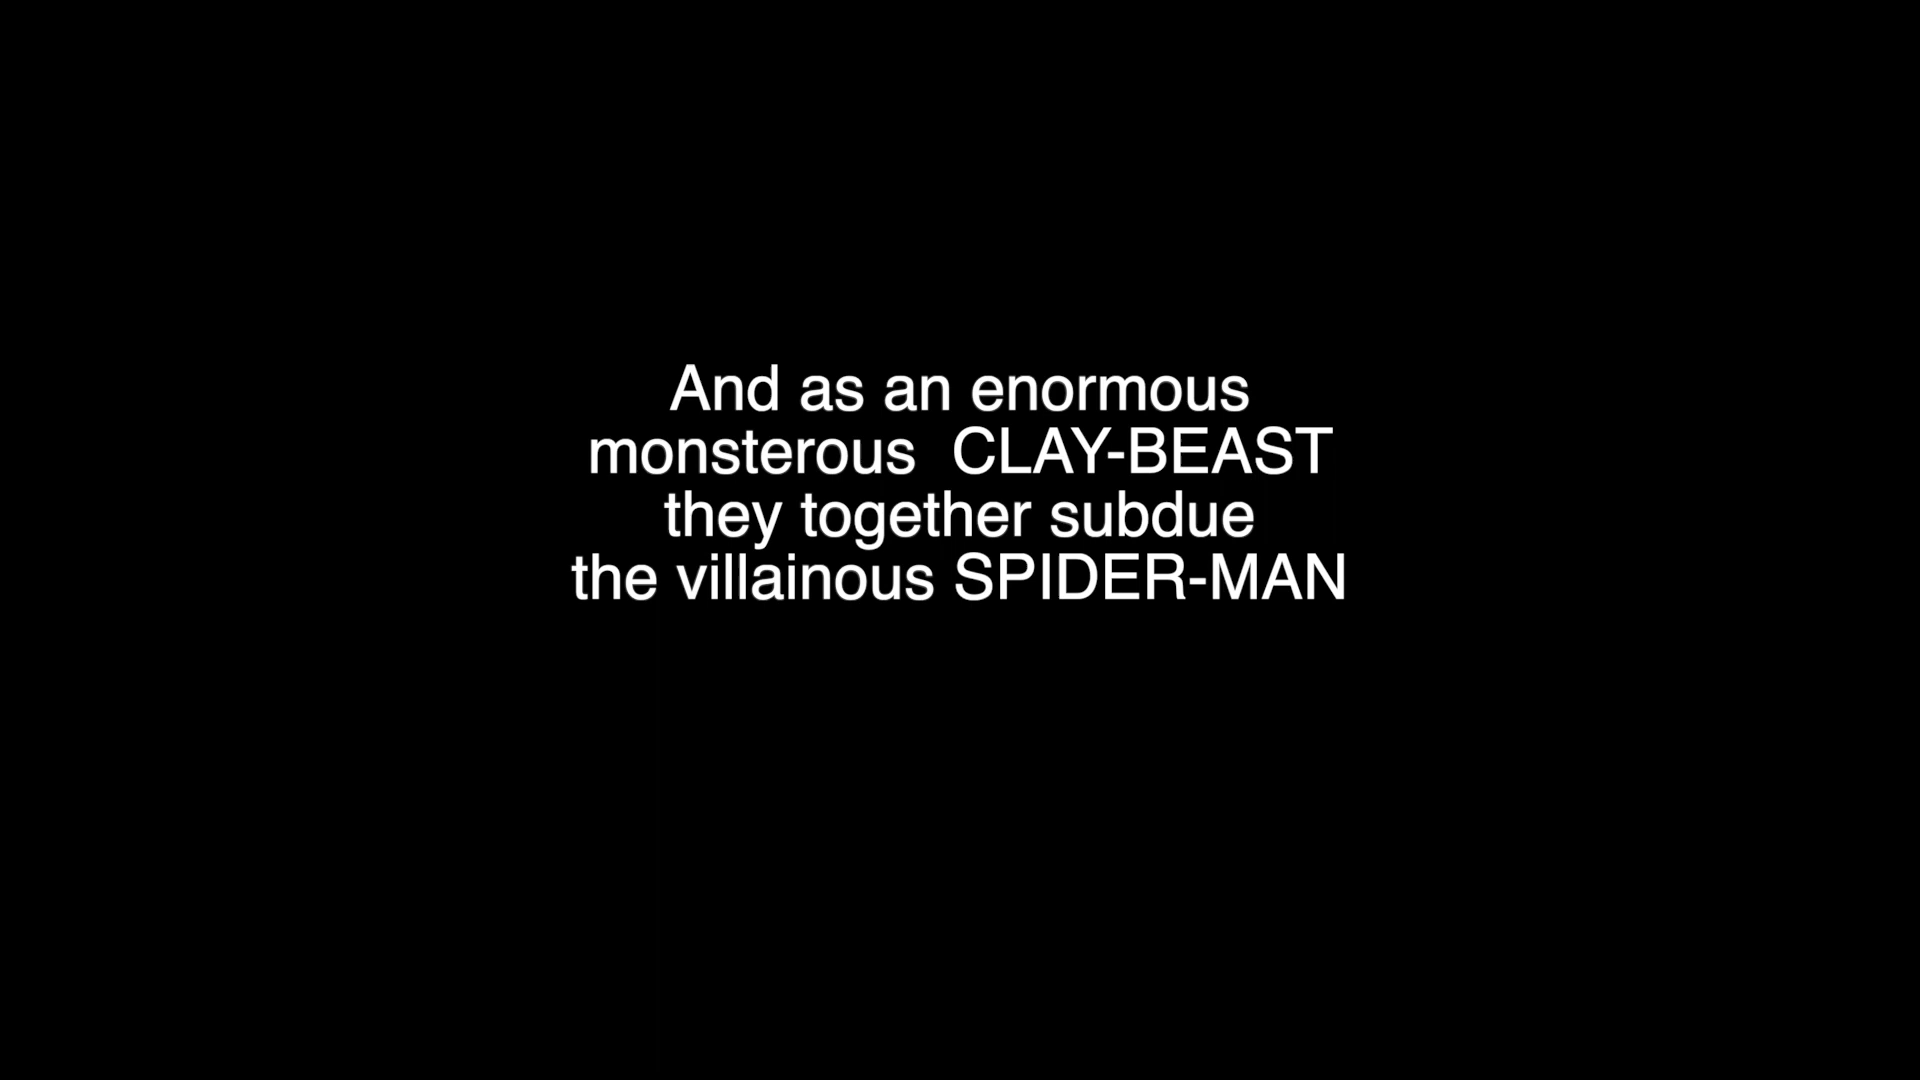 And as an enormous
monsterous  CLAY-BEAST
they together subdue
the villainous SPIDER-MAN